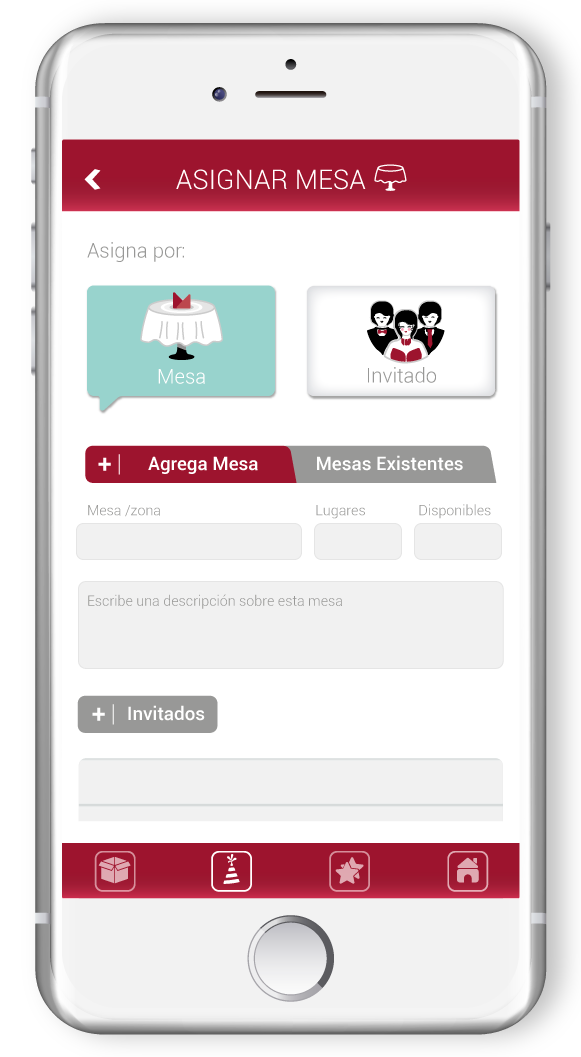 ASIGNAR MESA
Asigna por:
Mesa
Invitado
+ Agrega Mesa
Mesas Existentes
Mesa /zona
Lugares
Disponibles
Escribe una descripción sobre esta mesa
+ Invitados